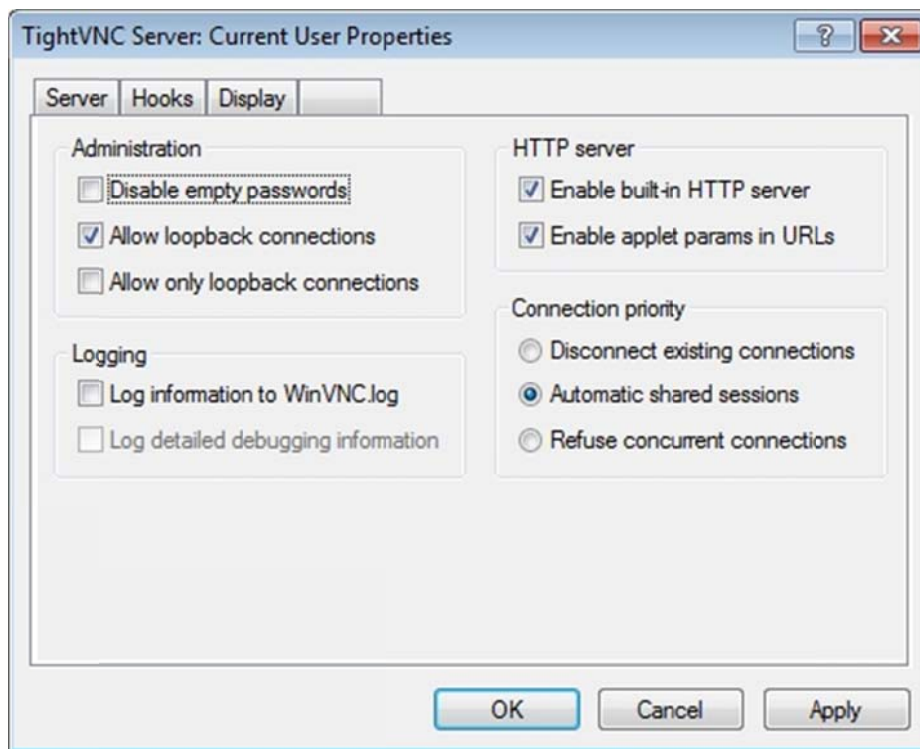 TightVNC Server: Current User Properties
Server Hooks Display
Administration
Disable empty passwords
Allow loopback connections
Allow only loopback connections
Logging
Log information to WinVNC.log
Log detailed debugging information
HTTP server
Enable built-in HTTP server
Enable applet params in URLs
Connection priority
Disconnect existing connections
Automatic shared sessions
Refuse concurrent connections
OK Cancel Apply